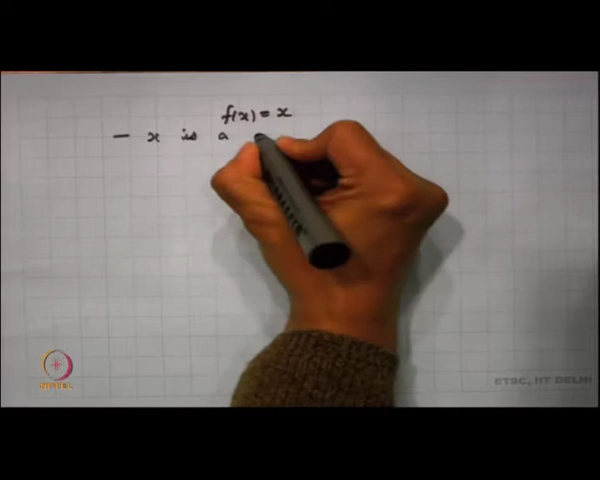 f(x) = x
— x is a
ETSC, IIT DELHI